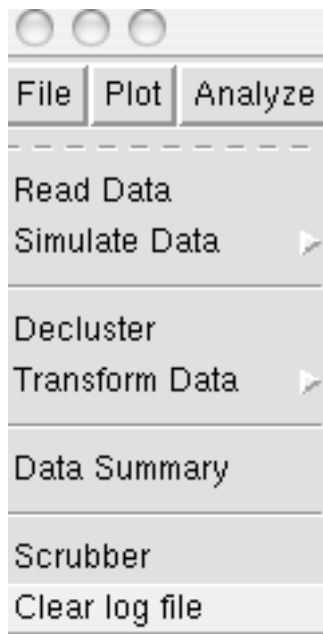 File Plot Analyze
Read Data
Simulate Data
Decluster
Transform Data
Data Summary
Scrubber
Clear log file